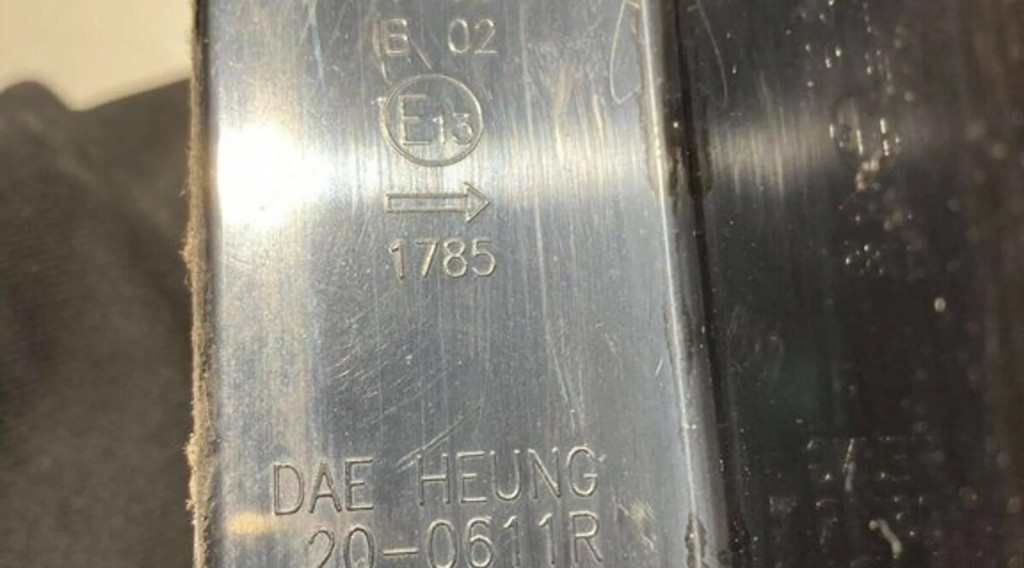 B 02
E13
1785
DAE HEUNG
20-0611R